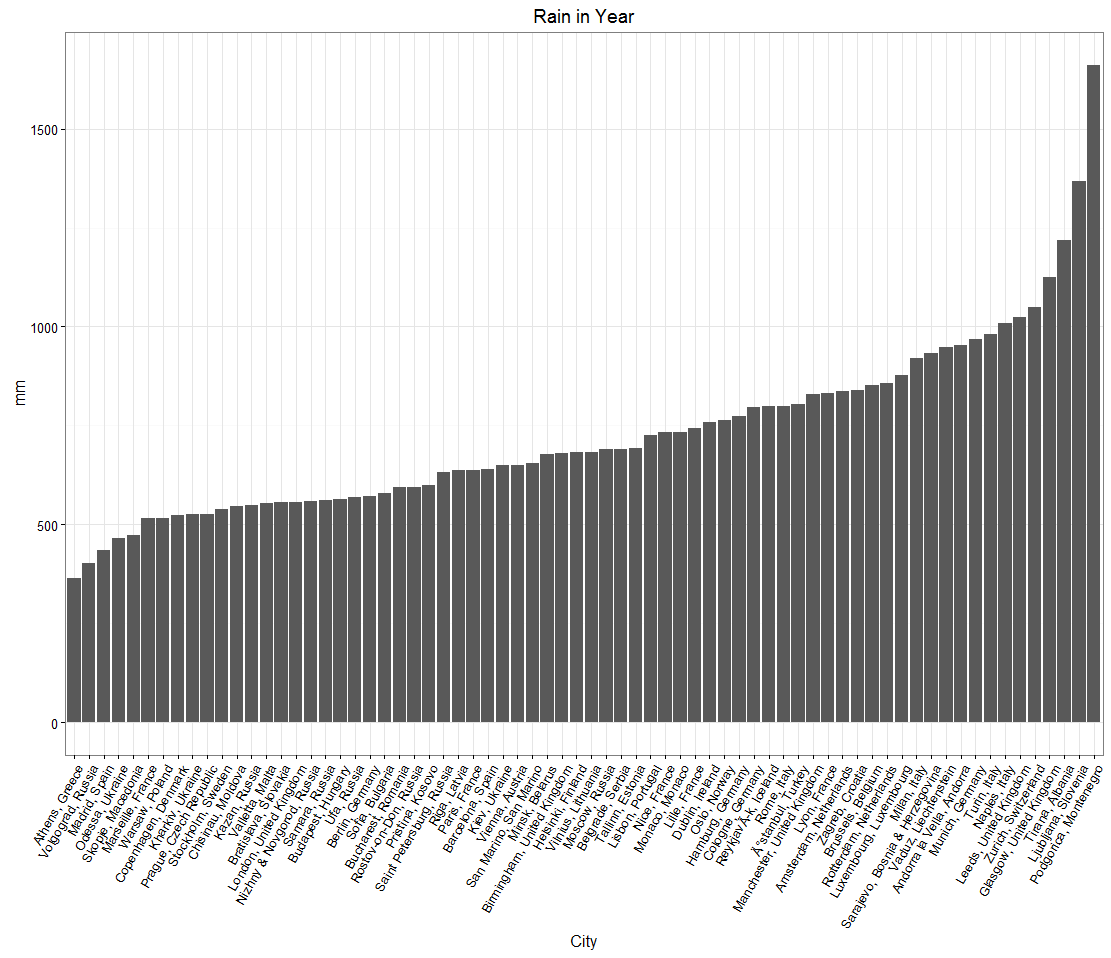 Rain in Year
1500
1000
500
0
mm
Athens, Greece
Volgograd, Russia
Madrid, Spain
Odessa, Ukraine
Skopje, Macedonia
Marseille, France
Warsaw, Poland
Copenhagen, Denmark
Kharkiv, Ukraine
Prague, Czech Republic
Stockholm, Sweden
Chisinau, Moldova
Kazan, Russia
Valletta, Malta
Bratislava, Slovakia
London, United Kingdom
Nizhny & Novgorod, Russia
Samara, Russia
Budapest, Hungary
Ufa, Russia
Berlin, Germany
Sofia, Bulgaria
Bucharest, Romania
Rostov-on-Don, Russia
Pristina, Kosovo
Saint Petersburg, Russia
Riga, Latvia
Paris, France
Barcelona, Spain
Kiev, Ukraine
Vienna, Austria
San Marino, San Marino
Minsk, Belarus
Birmingham, United Kingdom
Helsinki, Finland
Vilnius, Lithuania
Moscow, Russia
Belgrade, Serbia
Tallinn, Estonia
Lisbon, Portugal
Nice, France
Monaco, Monaco
Lille, France
Dublin, Ireland
Oslo, Norway
Hamburg, Germany
Cologne, Germany
ReykjavÃ­k, Iceland
Rome, Italy
Ä°stanbul, Turkey
Manchester, United Kingdom
Lyon, France
Amsterdam, Netherlands
Zagreb, Croatia
Brussels, Belgium
Rotterdam, Netherlands
Luxembourg, Luxembourg
Milan, Italy
Sarajevo, Bosnia & Herzegovina
Vaduz, Liechtenstein
Andorra la Vella, Andorra
Munich, Germany
Turin, Italy
Naples, Italy
Leeds, United Kingdom
Zurich, Switzerland
Glasgow, United Kingdom
Tirana, Albania
Ljubljana, Slovenia
Podgorica, Montenegro
City